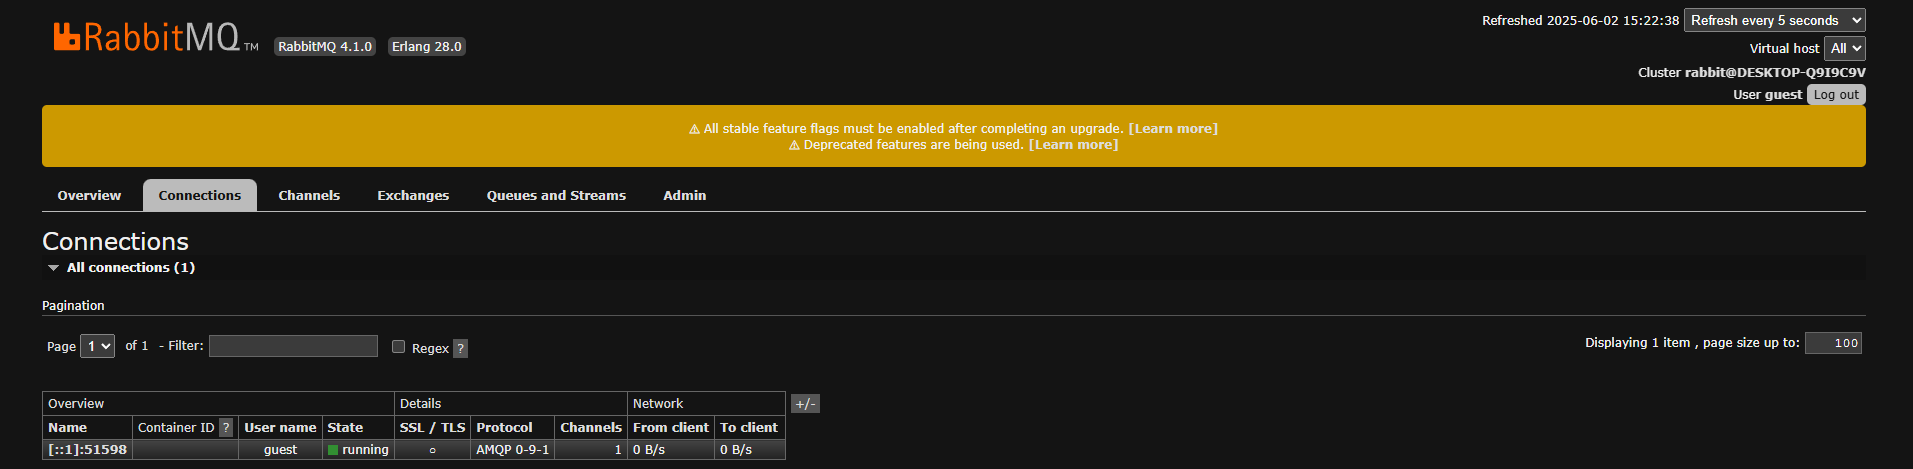 RabbitMQ TM RabbitMQ 4.1.0 Erlang 28.0
Refreshed 2025-06-02 15:22:38 Refresh every 5 seconds
Virtual host All
Cluster rabbit@DESKTOP-Q9I9C9V
User guest Log out
⚠ All stable feature flags must be enabled after completing an upgrade. [Learn more]
⚠ Deprecated features are being used. [Learn more]
Overview Connections Channels Exchanges Queues and Streams Admin
Connections
All connections (1)
Pagination
Page 1 of 1 - Filter: Regex ? Displaying 1 item , page size up to: 100
Overview Details Network +/-
Name Container ID ? User name State SSL / TLS Protocol Channels From client To client
[::1]:51598 guest running ○ AMQP 0-9-1 1 0 B/s 0 B/s